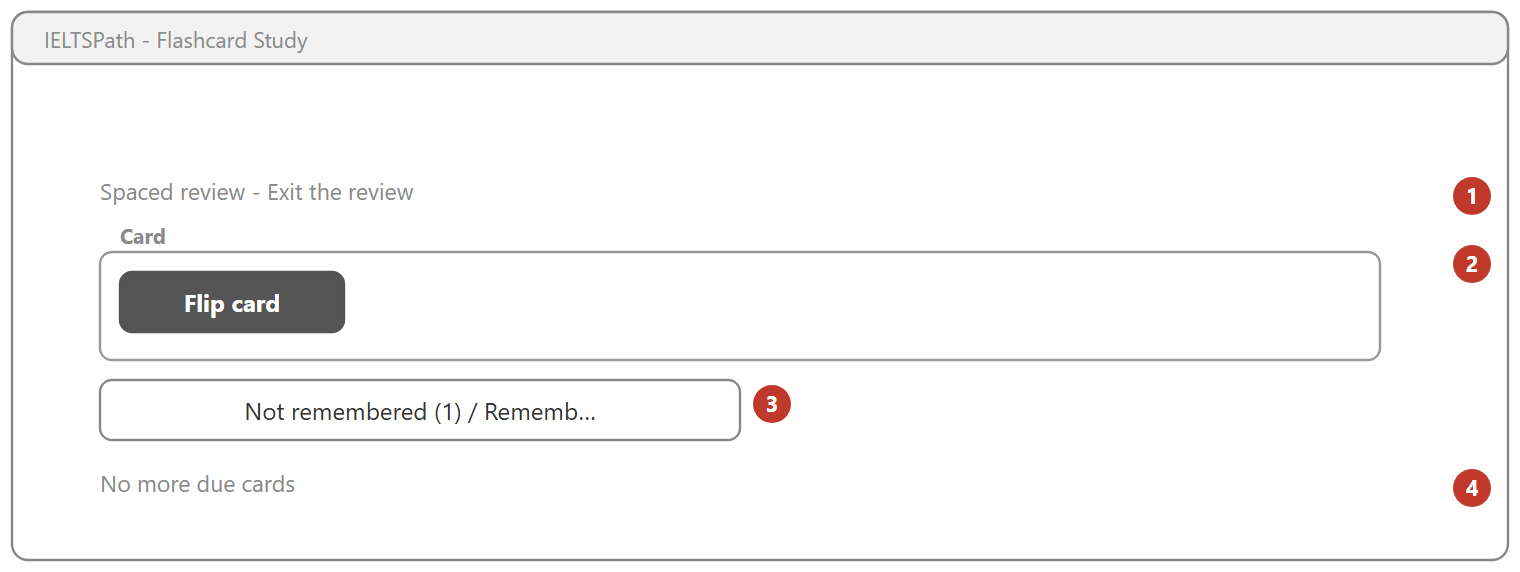 IELTSPath - Flashcard Study
Spaced review - Exit the review
1
Card
2
Flip card
Not remembered (1) / Rememb...
3
No more due cards
4